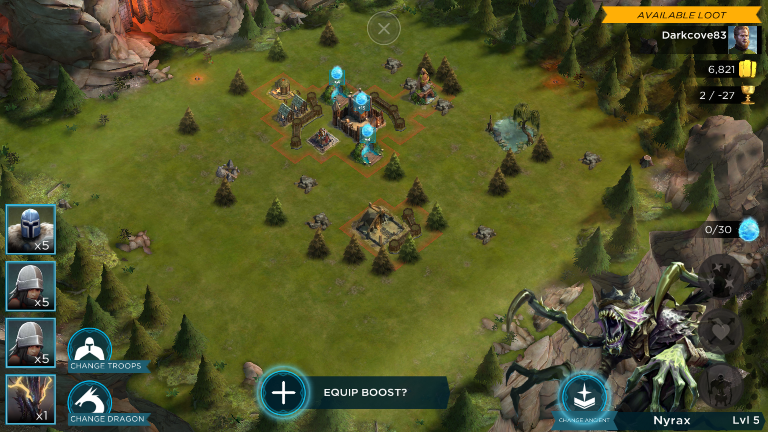 AVAILABLE LOOT
Darkcove83
6,821
2 / -27
0/30
x5
x5
x5
x1
CHANGE TROOPS
CHANGE DRAGON
EQUIP BOOST?
CHANGE ANCIENT
Nyrax Lvl 5